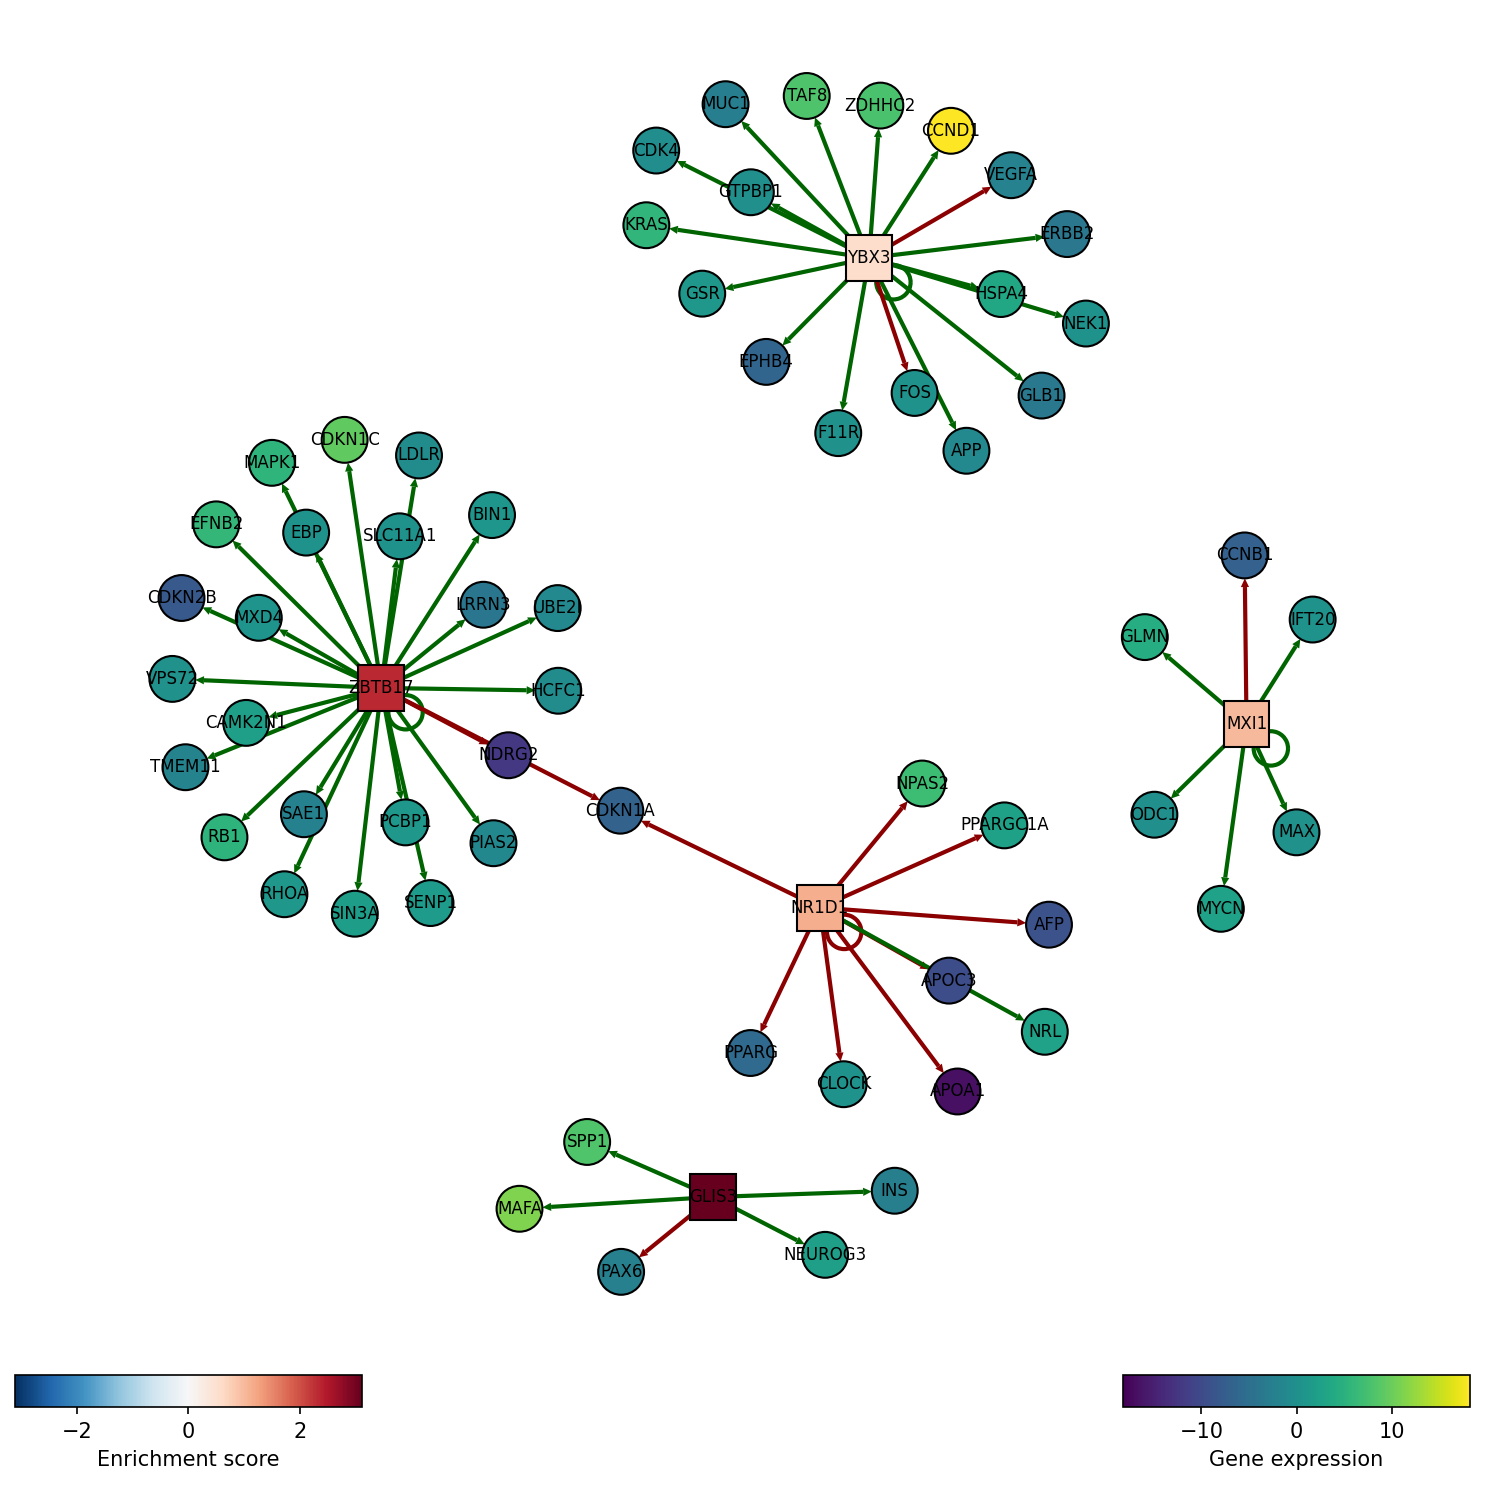 TAF8
MUC1
ZDHHC2
CCND1
CDK4
VEGFA
GTPBP1
KRAS
ERBB2
YBX3
GSR
HSPA4
NEK1
EPHB4
FOS
GLB1
F11R
APP
CDKN1C
LDLR
MAPK1
BIN1
EFNB2
EBP
SLC11A1
CCNB1
CDKN2B
LRRN3
UBE2I
MXD4
IFT20
GLMN
VPS72
ZBTB17
HCFC1
CAMK2N1
MXI1
NDRG2
TMEM11
NPAS2
CDKN1A
SAE1
ODC1
PCBP1
PPARGC1A
MAX
RB1
PIAS2
RHOA
SENP1
NR1D1
MYCN
SIN3A
AFP
APOC3
NRL
PPARG
CLOCK
APOA1
SPP1
INS
GLIS3
MAFA
NEUROG3
PAX6
−2 0 2
Enrichment score
−10 0 10
Gene expression